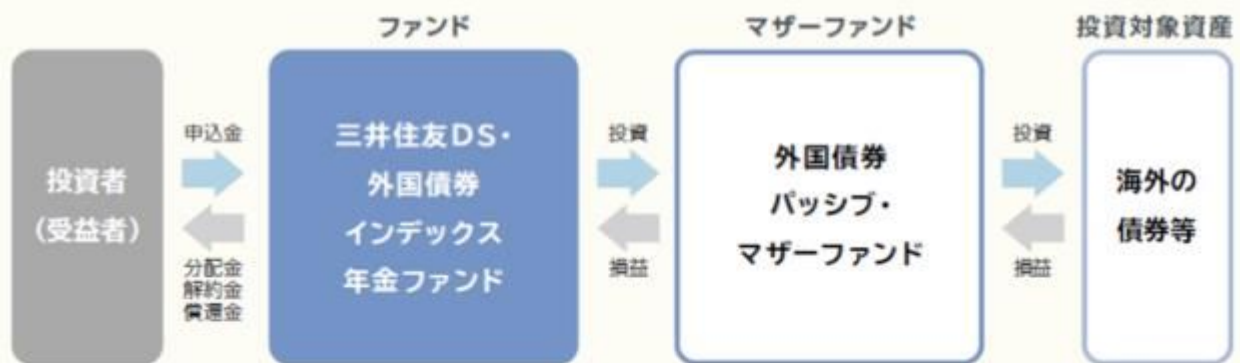 ファンド
マザーファンド
投資対象資産
投資者
（受益者）
申込金
分配金
解約金
償還金
三井住友DS・
外国債券
インデックス
年金ファンド
投資
損益
外国債券
パッシブ・
マザーファンド
投資
損益
海外の
債券等